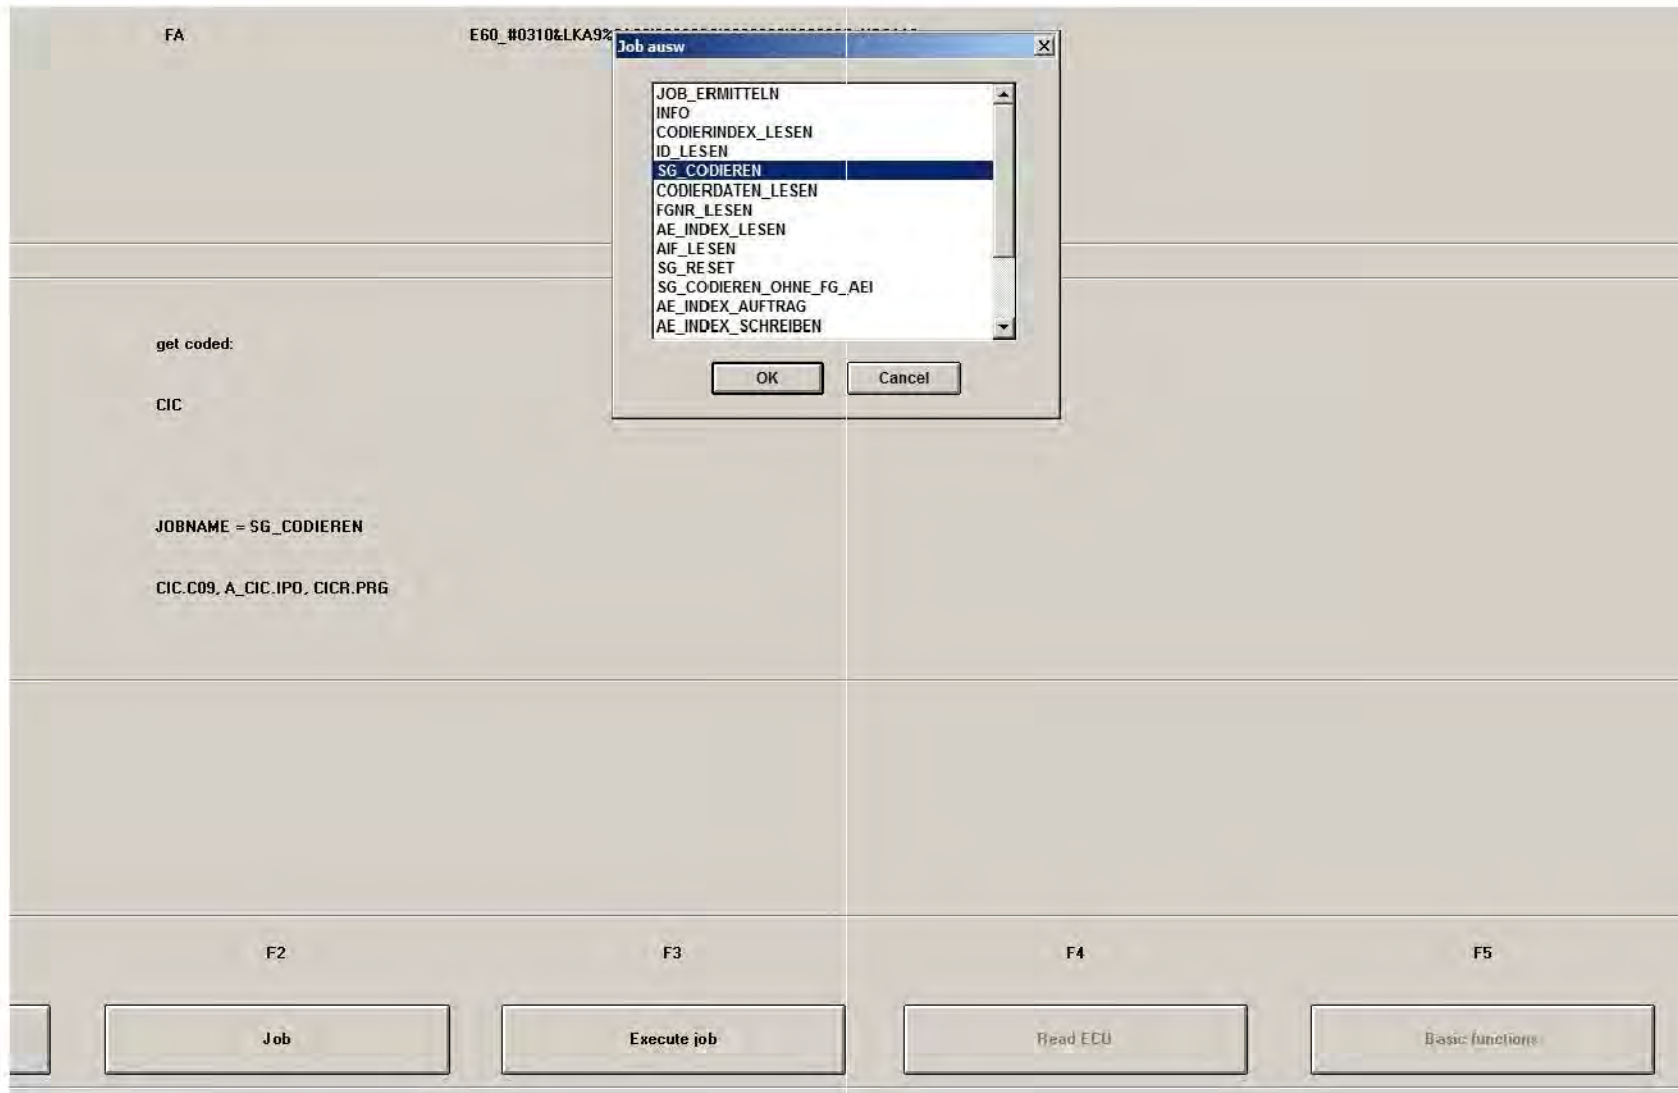 FA
E60_#0310&LKA9%
Job ausw
JOB_ERMITTELN
INFO
CODIERINDEX_LESEN
ID_LESEN
SG_CODIEREN
CODIERDATEN_LESEN
FGNR_LESEN
AE_INDEX_LESEN
AIF_LESEN
SG_RESET
SG_CODIEREN_OHNE_FG_AEI
AE_INDEX_AUFTRAG
AE_INDEX_SCHREIBEN
OK Cancel
get coded:
CIC
JOBNAME = SG_CODIEREN
CIC.C09, A_CIC.IPO, CICR.PRG
F2 F3 F4 F5
Job Execute job Read ECU Basic functions